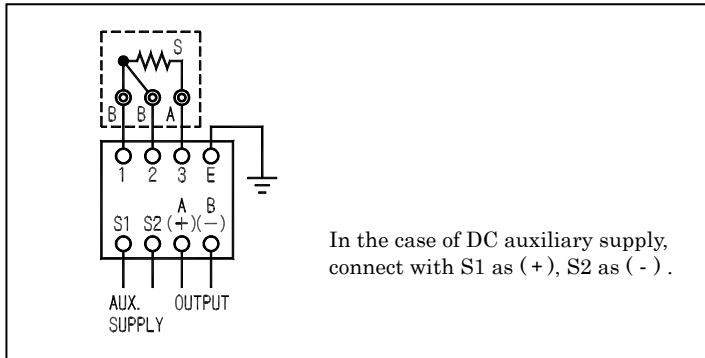 S
B B A
1 2 3 E
A B
S1 S2 (+)(−)
AUX. OUTPUT
SUPPLY
In the case of DC auxiliary supply,
connect with S1 as (+), S2 as (-) .